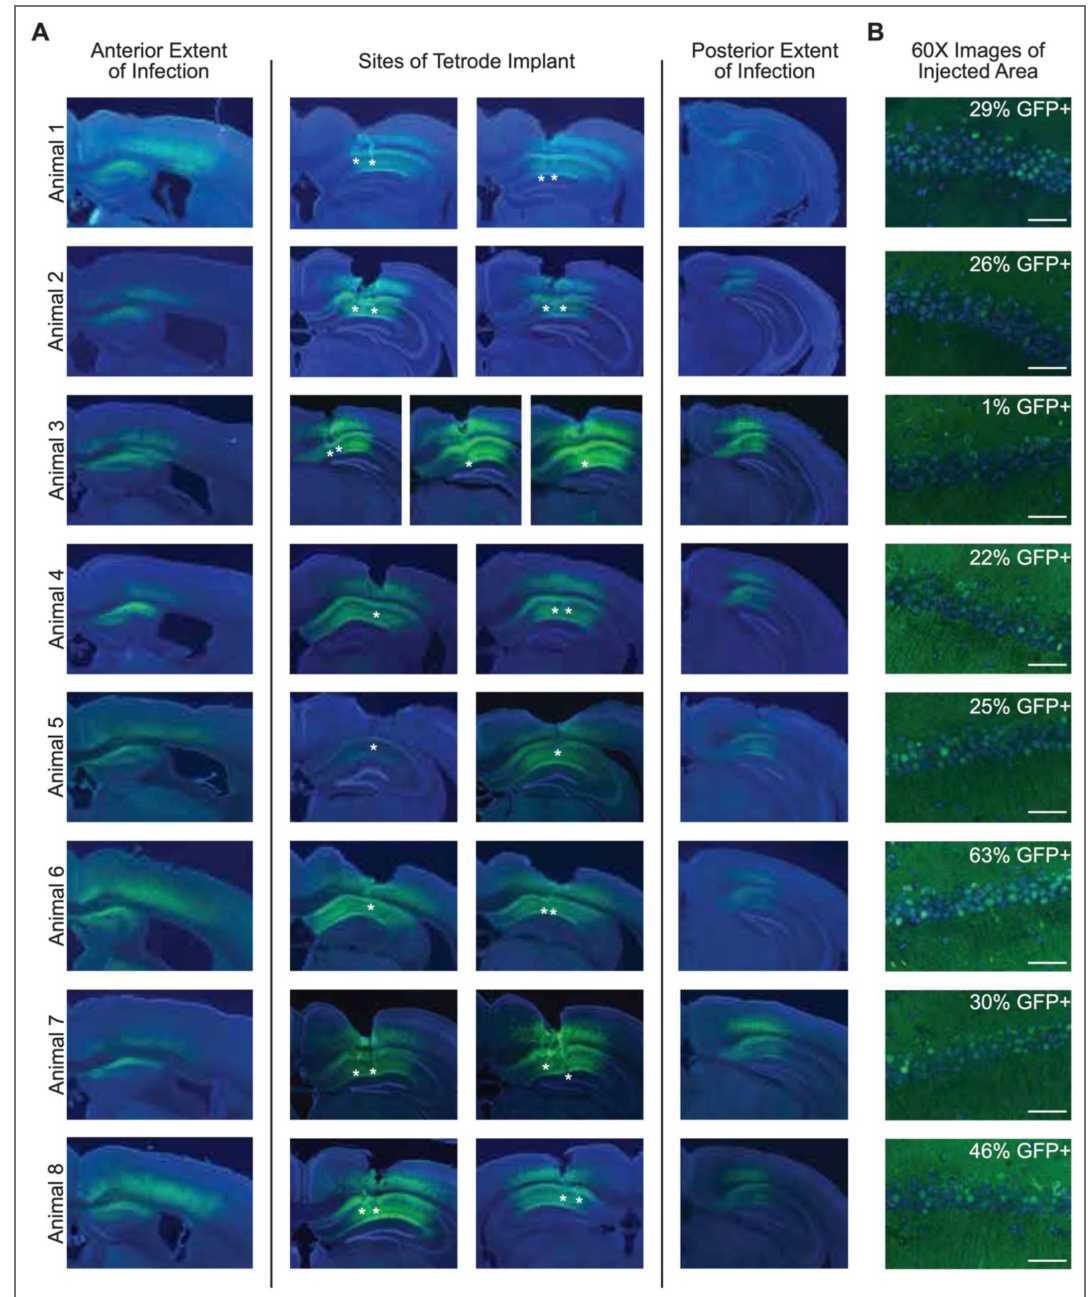 A
B
Anterior Extent
of Infection
Sites of Tetrode Implant
Posterior Extent
of Infection
60X Images of
Injected Area
Animal 1
* *
* *
29% GFP+
Animal 2
* *
* *
26% GFP+
Animal 3
* *
*
*
1% GFP+
Animal 4
*
* *
22% GFP+
Animal 5
*
*
25% GFP+
Animal 6
*
**
63% GFP+
Animal 7
* *
* *
30% GFP+
Animal 8
* *
* *
46% GFP+